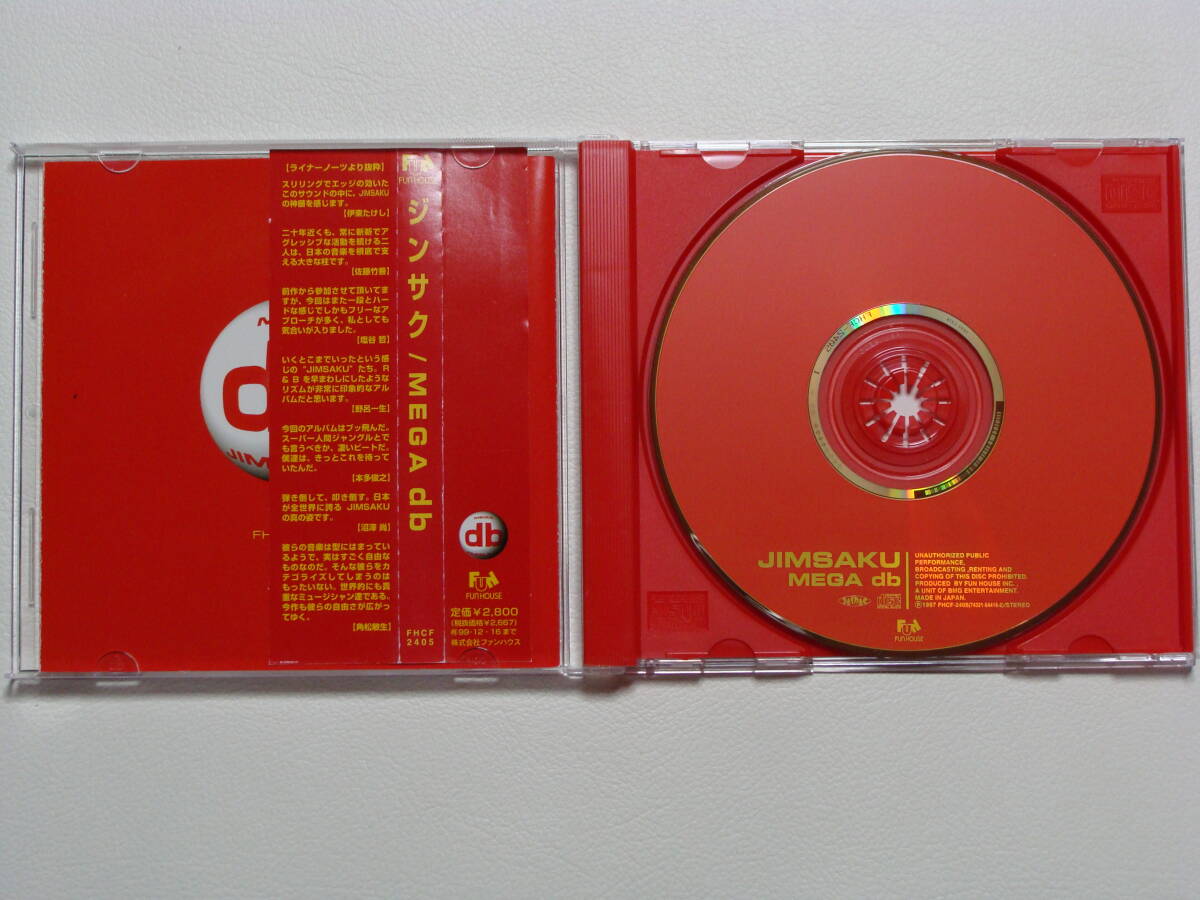 【ライナーノーツより抜粋】
スリリングでエッジの効いた
このサウンドの中に、JIMSAKU
の神髄を感じます。
【伊東たけし】
二十年近くも、常に斬新でア
グレッシブな活動を続ける二
人は、日本の音楽を根底で支
える大きな柱です。
【佐藤竹善】
前作から参加させて頂いてま
すが、今回はまた一段とハー
ドな感じでしかもフリーなア
プローチが多く、私としても
気合いが入りました。
【塩谷 哲】
いくとこまでいったという感
じの "JIMSAKU" たち。R
& B を早まわしにしたような
リズムが非常に印象的なアル
バムだと思います。
【野呂一生】
今回のアルバムはブッ飛んだ。
スーパー人間ジャングルとで
も言うべきか、濃いビートだ。
僕達は、きっとこれを待って
いたんだ。
【本多俊之】
弾き倒して、叩き倒す。日本
が全世界に誇る JIMSAKU
の真の姿です。
【沼澤 尚】
彼らの音楽は型にはまってい
るようで、実はすごく自由な
ものなのだ。そんな彼らをカ
テゴライズしてしまうのは
もったいない。世界的にも貴
重なミュージシャン達である。
今作も彼らの自由さが広がっ
てゆく。
【角松敏生】
FUN HOUSE
ジンサク/MEGA db
FHCF
2405
db
FUN HOUSE
定価¥2,800
(税抜価格¥2,667)
㋫99・12・16まで
株式会社ファンハウス
FH
JIMSAKU
MEGA db
UNAUTHORIZED PUBLIC
PERFORMANCE,
BROADCASTING ,RENTING AND
COPYING OF THIS DISC PROHIBITED.
PRODUCED BY FUN HOUSE INC.,
A UNIT OF BMG ENTERTAINMENT.
MADE IN JAPAN.
Ⓟ1997 FHCF-2405(74321-54416-2)/STEREO
FUN HOUSE
FHCF-2405